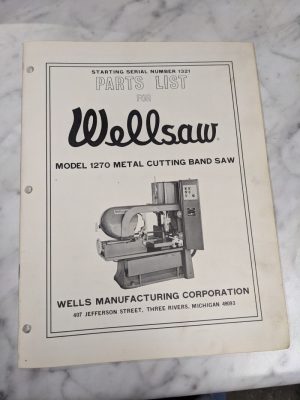 STARTING SERIAL NUMBER 1321
PARTS LIST
FOR
Wellsaw
MODEL 1270 METAL CUTTING BAND SAW
WELLS MANUFACTURING CORPORATION
407 JEFFERSON STREET, THREE RIVERS, MICHIGAN 49093